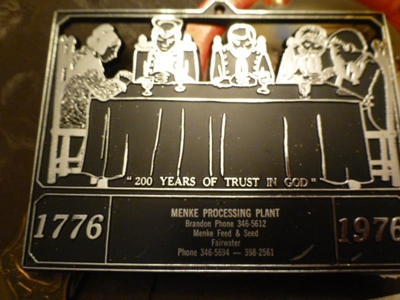 "200 YEARS OF TRUST IN GOD"
1776
MENKE PROCESSING PLANT
Brandon Phone 346-5612
Menke Feed & Seed
Fairwater
Phone 346-5694 — 398-2561
1976